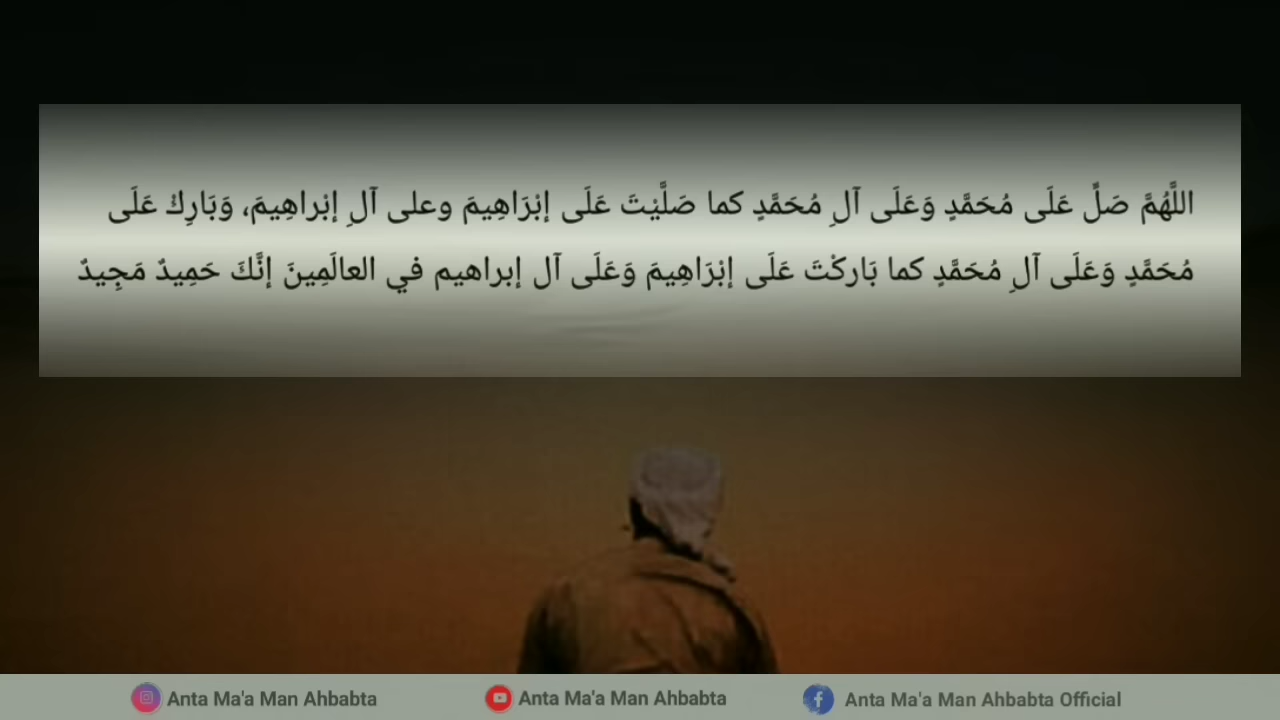 اللَّهُمَّ صَلِّ عَلَى مُحَمَّدٍ وَعَلَى آلِ مُحَمَّدٍ كما صَلَّيْتَ عَلَى إبْرَاهِيمَ وعلى آلِ إبْراهِيمَ، وَبَارِكْ عَلَى
مُحَمَّدٍ وَعَلَى آلِ مُحَمَّدٍ كما بَاركْتَ عَلَى إبْرَاهِيمَ وَعَلَى آل إبراهيم في العالَمِينَ إنَّكَ حَمِيدٌ مَجِيدٌ
Anta Ma'a Man Ahbabta Anta Ma'a Man Ahbabta Anta Ma'a Man Ahbabta Official